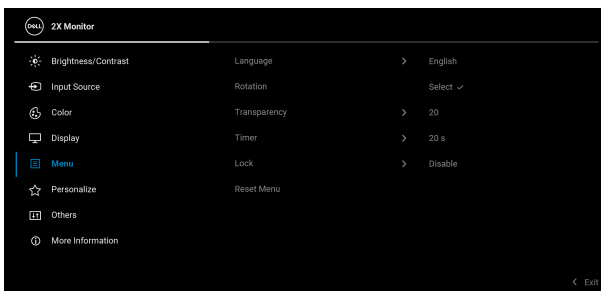 DELL 2X Monitor
Brightness/Contrast Language > English
Input Source Rotation Select ✓
Color Transparency > 20
Display Timer > 20 s
Menu Lock > Disable
Personalize Reset Menu
Others
More Information
< Exit